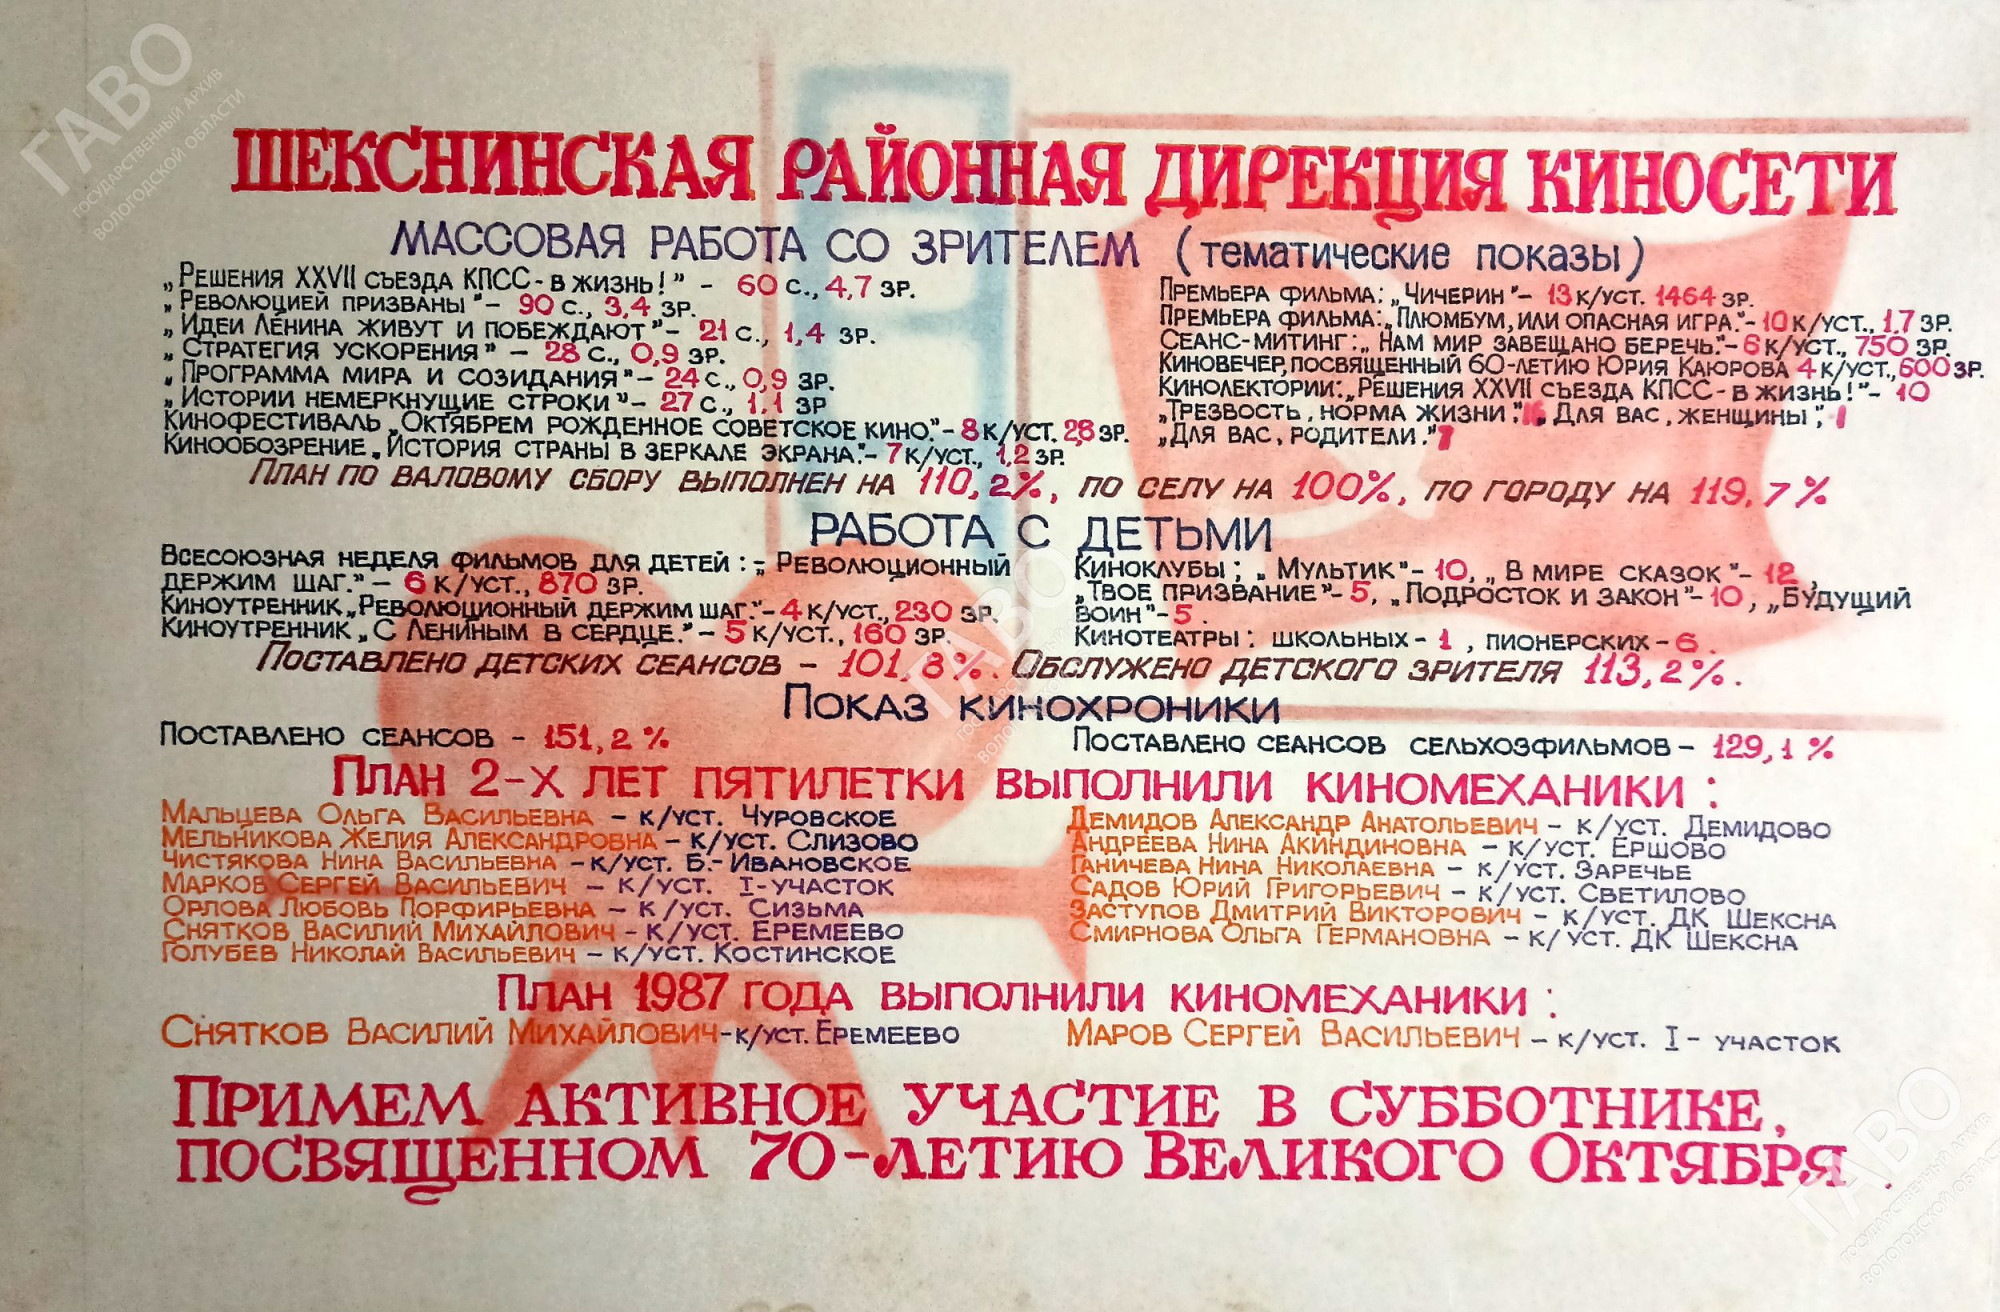 ШЕКСНИНСКАЯ РАЙОННАЯ ДИРЕКЦИЯ КИНОСЕТИ
МАССОВАЯ РАБОТА СО ЗРИТЕЛЕМ (тематические показы)
„Решения XXVII съезда КПСС - в жизнь!" - 60 с., 4,7 зр.
„Революцией призваны" - 90 с., 3,4 зр.
„Идеи Ленина живут и побеждают" - 21 с., 1,4 зр.
„Стратегия ускорения" - 28 с., 0,9 зр.
„Программа мира и созидания" - 24 с., 0,9 зр.
„Истории немеркнущие строки" - 27 с., 1,1 зр
Кинофестиваль „Октябрем рожденное советское кино." - 8 к/уст. 2,8 зр.
Кинообозрение „История страны в зеркале экрана." - 7 к/уст., 1,2 зр.
Премьера фильма: „Чичерин" - 13 к/уст. 1464 зр.
Премьера фильма: „Плюмбум, или опасная игра." - 10 к/уст., 1,7 зр.
Сеанс-митинг: „Нам мир завещано беречь." - 6 к/уст., 750 зр.
Киновечер, посвященный 60-летию Юрия Каюрова 4 к/уст., 600 зр.
Кинолектории: „Решения XXVII съезда КПСС - в жизнь!" - 10
„Трезвость, норма жизни", „Для вас, женщины", 1
„Для вас, родители."
План по валовому сбору выполнен на 110,2%, по селу на 100%, по городу на 119,7%
РАБОТА С ДЕТЬМИ
Всесоюзная неделя фильмов для детей: - „Революционный
держим шаг." - 6 к/уст., 870 зр.
Киноутренник „Революционный держим шаг." - 4 к/уст., 230 зр.
Киноутренник „С Лениным в сердце." - 5 к/уст., 160 зр.
Киноклубы; „Мультик" - 10, „В мире сказок" - 12,
„Твое призвание" - 5, „Подросток и закон" - 10, „Будущий
воин" - 5.
Кинотеатры: школьных - 1, пионерских - 6.
Поставлено детских сеансов - 101,8%. Обслужено детского зрителя 113,2%.
Показ кинохроники
Поставлено сеансов - 151,2%
Поставлено сеансов сельхозфильмов - 129,1%
План 2-х лет пятилетки выполнили киномеханики:
Мальцева Ольга Васильевна - к/уст. Чуровское
Мельникова Желия Александровна - к/уст. Слизово
Чистякова Нина Васильевна - к/уст. Б.-Ивановское
Марков Сергей Васильевич - к/уст. I-участок
Орлова Любовь Порфирьевна - к/уст. Сизьма
Снятков Василий Михайлович - к/уст. Еремеево
Голубев Николай Васильевич - к/уст. Костинское
Демидов Александр Анатольевич - к/уст. Демидово
Андреева Нина Акиндиновна - к/уст. Ершово
Ганичева Нина Николаевна - к/уст. Заречье
Садов Юрий Григорьевич - к/уст. Светилово
Заступов Дмитрий Викторович - к/уст. ДК Шексна
Смирнова Ольга Германовна - к/уст. ДК Шексна
План 1987 года выполнили киномеханики:
Снятков Василий Михайлович - к/уст. Еремеево
Маров Сергей Васильевич - к/уст. I - участок
Примем активное участие в субботнике,
посвященном 70-летию Великого Октября.
ГАВО
ГОСУДАРСТВЕННЫЙ АРХИВ
ВОЛОГОДСКОЙ ОБЛАСТИ